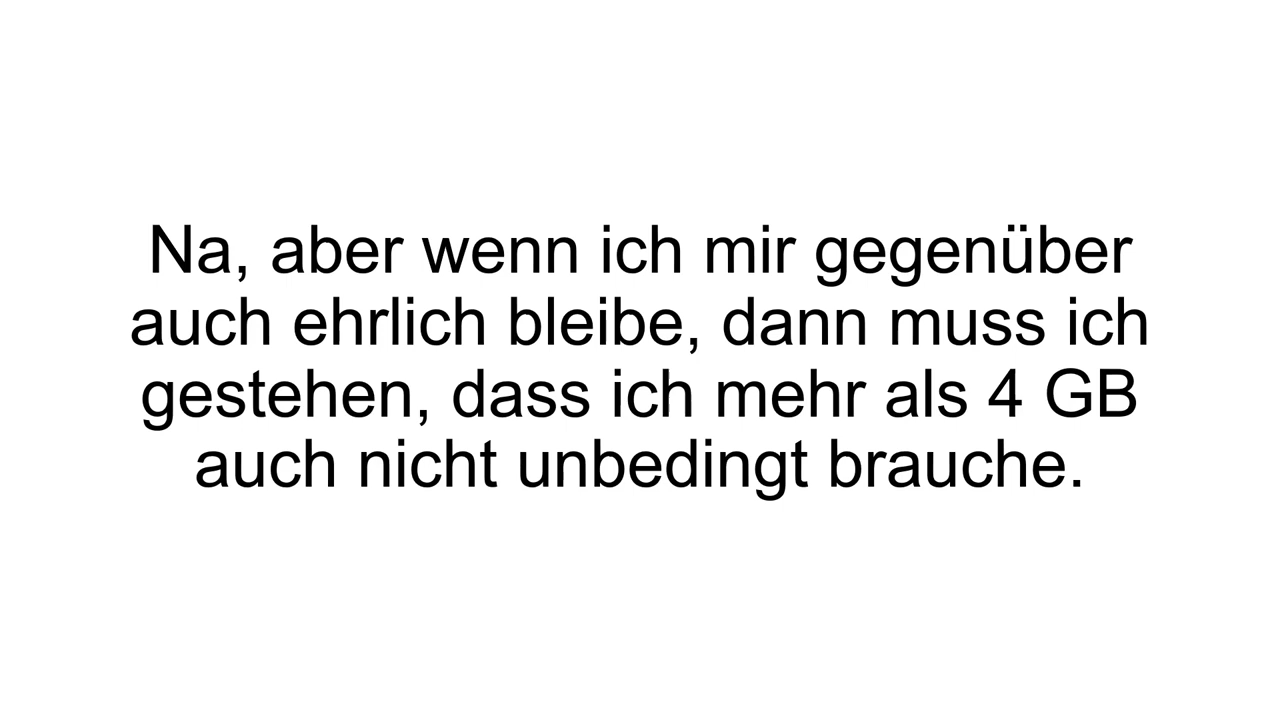 Na, aber wenn ich mir gegenüber
auch ehrlich bleibe, dann muss ich
gestehen, dass ich mehr als 4 GB
auch nicht unbedingt brauche.